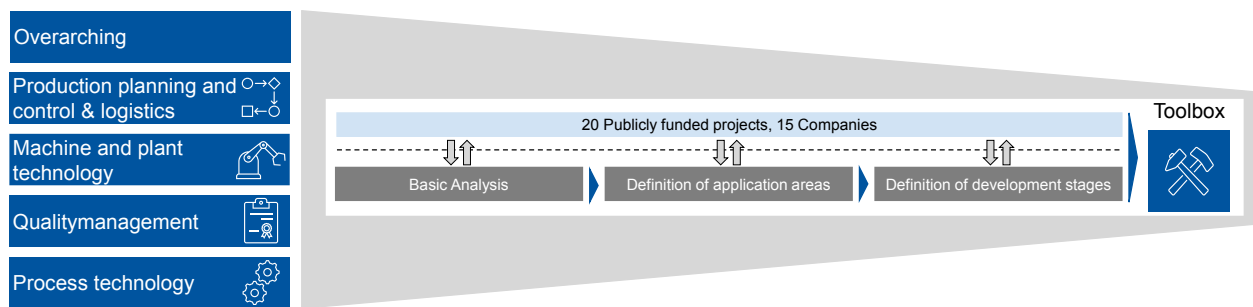 Overarching
Production planning and
control & logistics
Machine and plant
technology
Qualitymanagement
Process technology
20 Publicly funded projects, 15 Companies
Basic Analysis
Definition of application areas
Definition of development stages
Toolbox